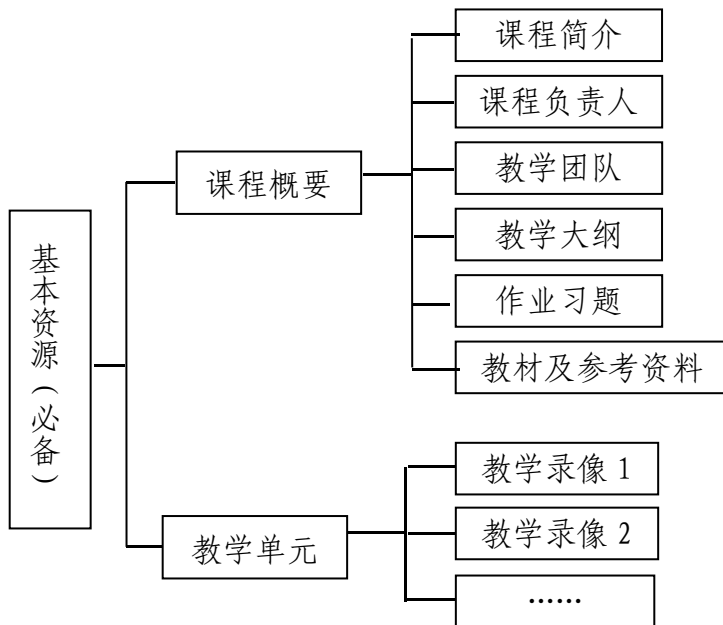 基本资源（必备）
课程概要
课程简介
课程负责人
教学团队
教学大纲
作业习题
教材及参考资料
教学单元
教学录像 1
教学录像 2
……